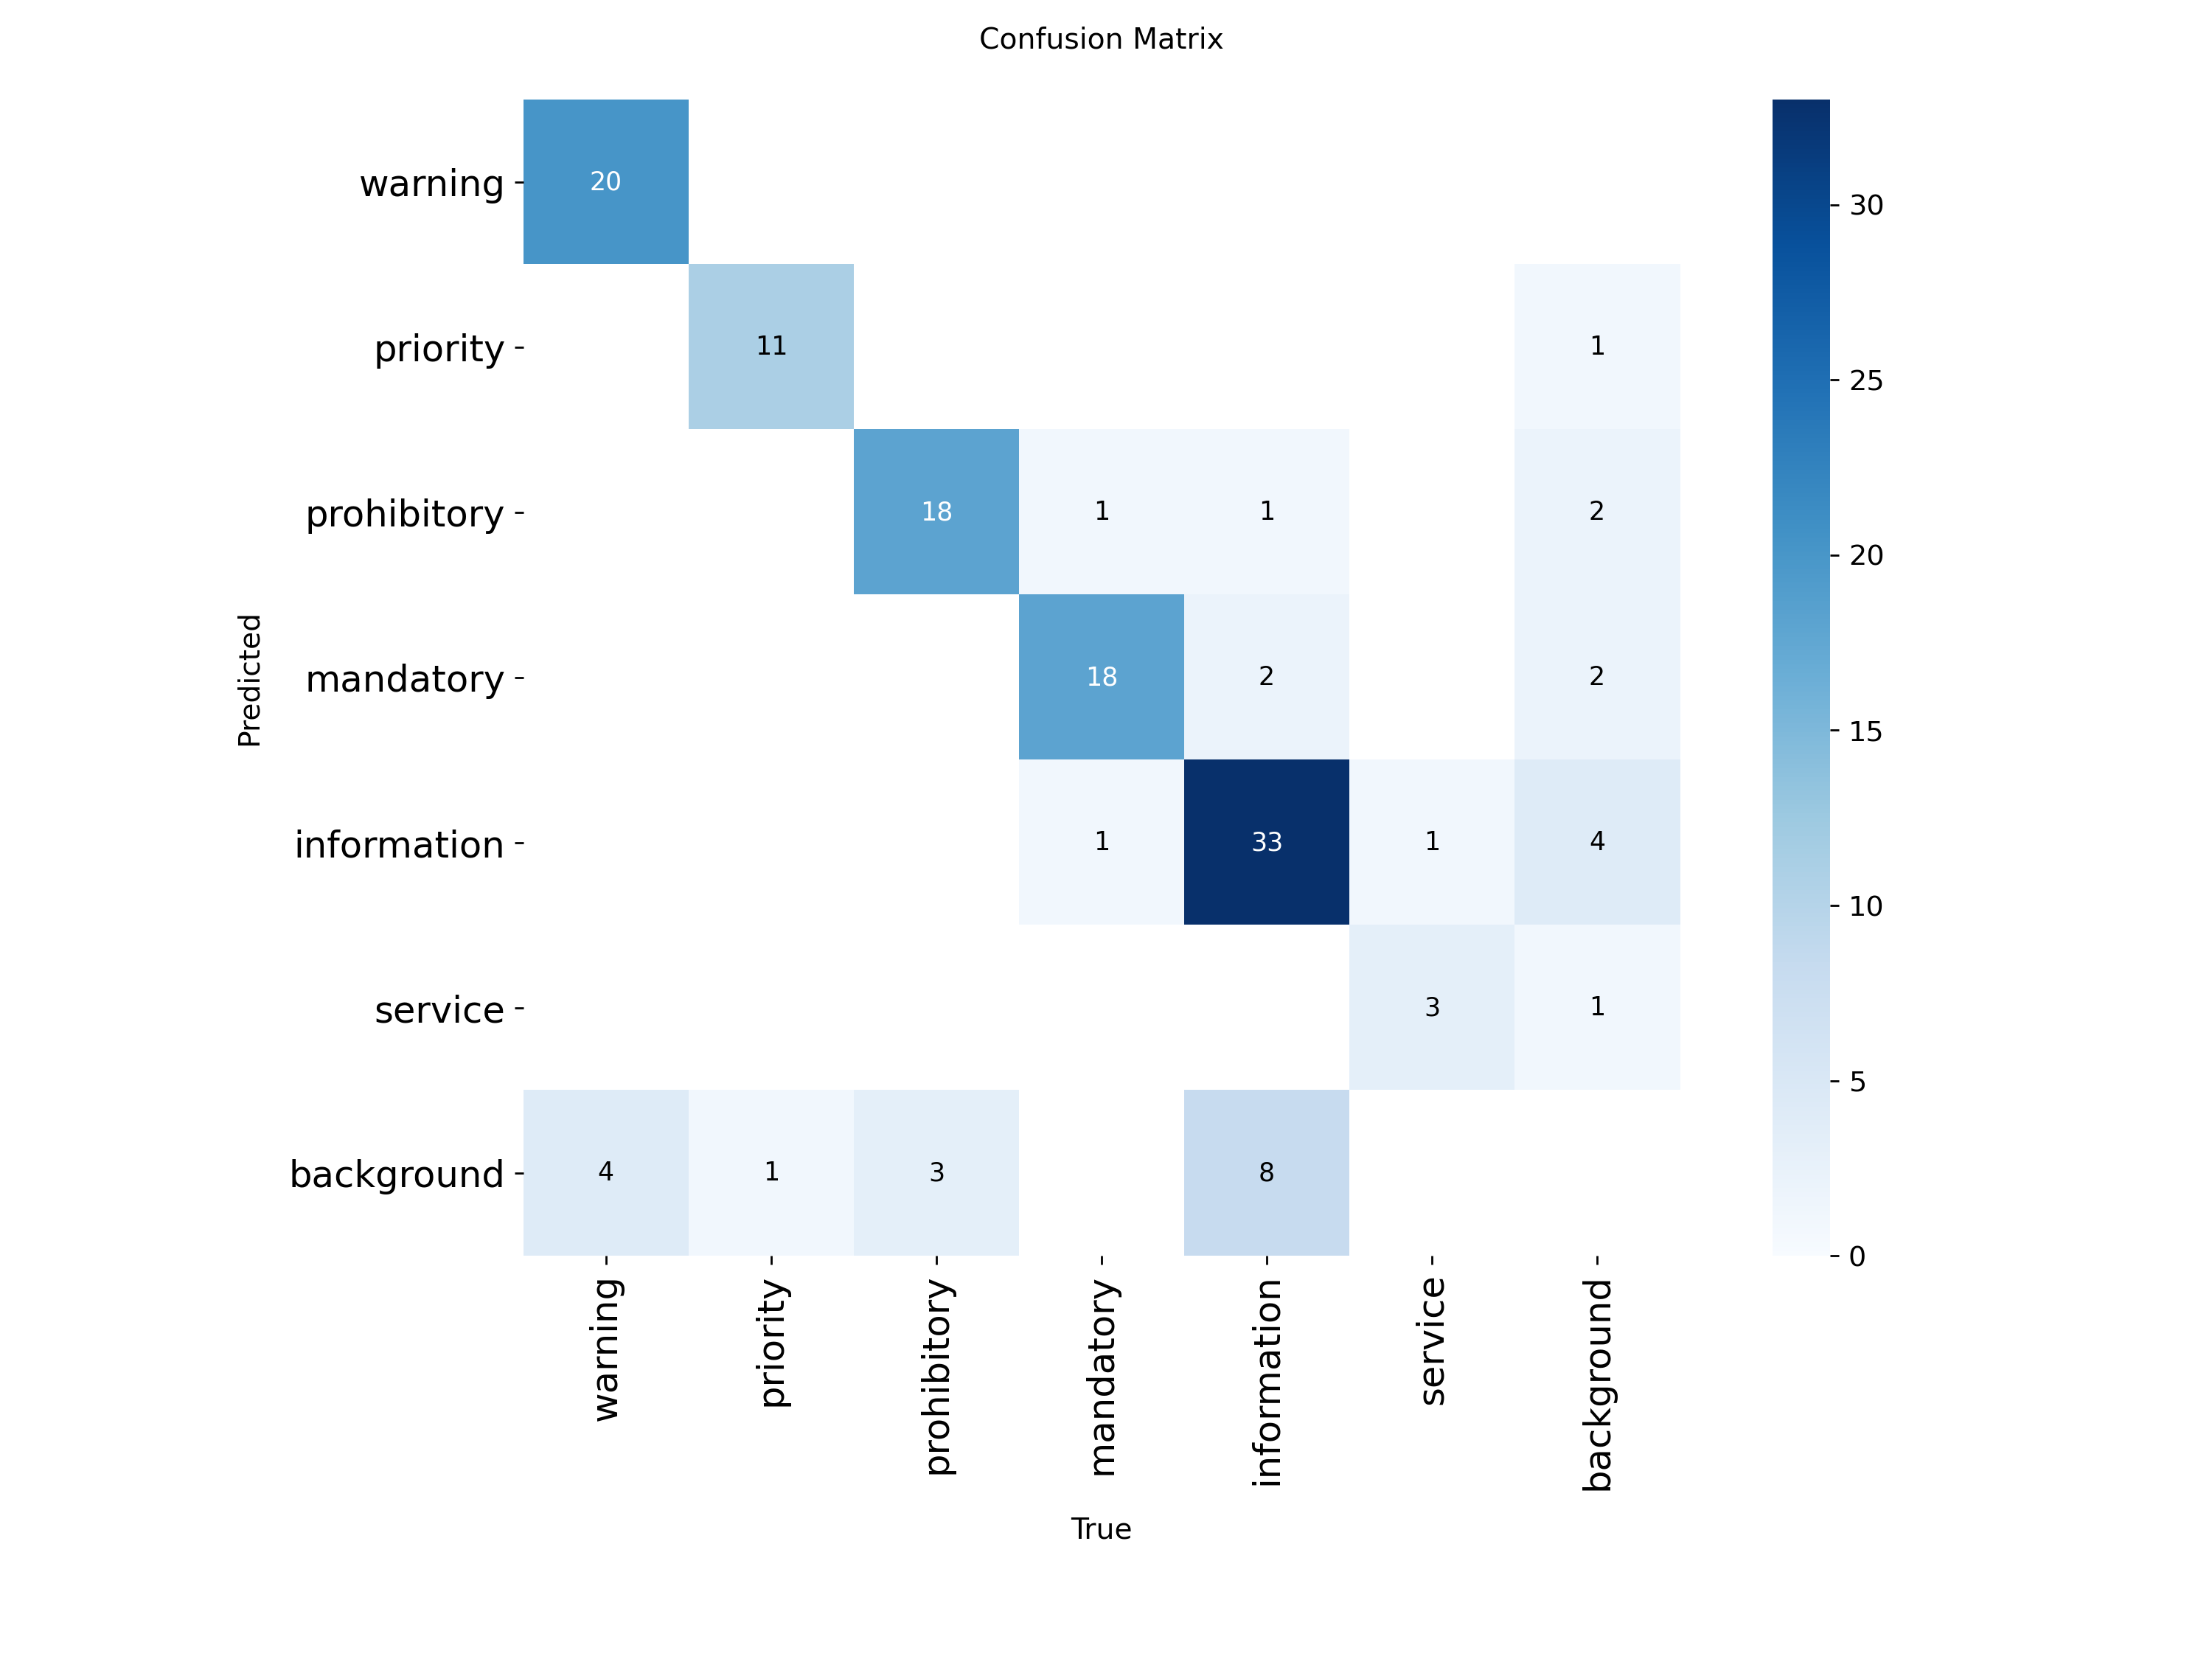 Confusion Matrix
warning
20
30
priority
11
1
25
prohibitory
18
1
1
2
20
Predicted
mandatory
18
2
2
15
information
1
33
1
4
10
service
3
1
5
background
4
1
3
8
0
warning
priority
prohibitory
mandatory
information
service
background
True